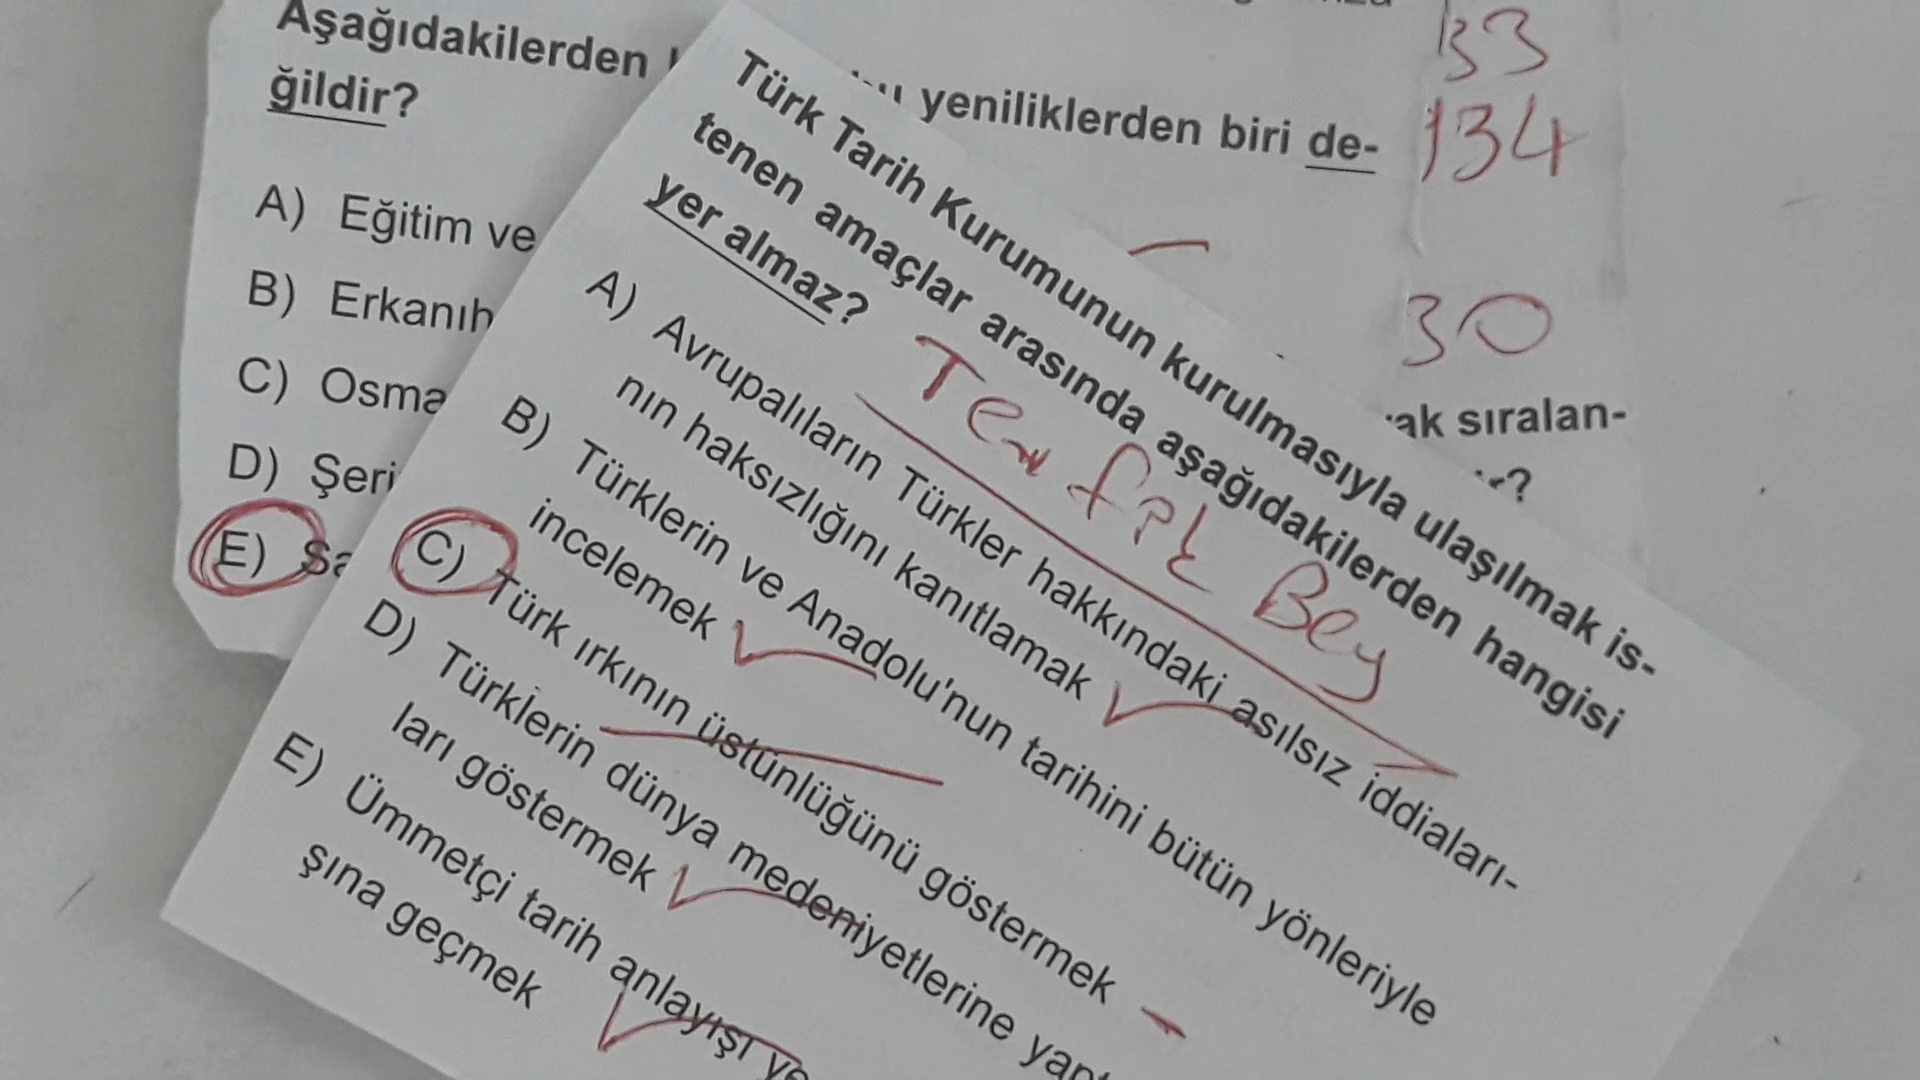 Aşağıdakilerden
yeniliklerden biri de-
ğildir?
A) Eğitim ve
B) Erkanıh
C) Osma
D) Şeri
E)
33
134
30
ak sıralan-
?
Türk Tarih Kurumunun kurulmasıyla ulaşılmak is-
tenen amaçlar arasında aşağıdakilerden hangisi
yer almaz?
Tewfik Bey
A) Avrupalıların Türkler hakkındaki asılsız iddiaları-
nın haksızlığını kanıtlamak
B) Türklerin ve Anadolu'nun tarihini bütün yönleriyle
incelemek
C) Türk ırkının üstünlüğünü göstermek
D) Türklerin dünya medeniyetlerine
ları göstermek
E) Ümmetçi tarih anlayışı
şına geçmek